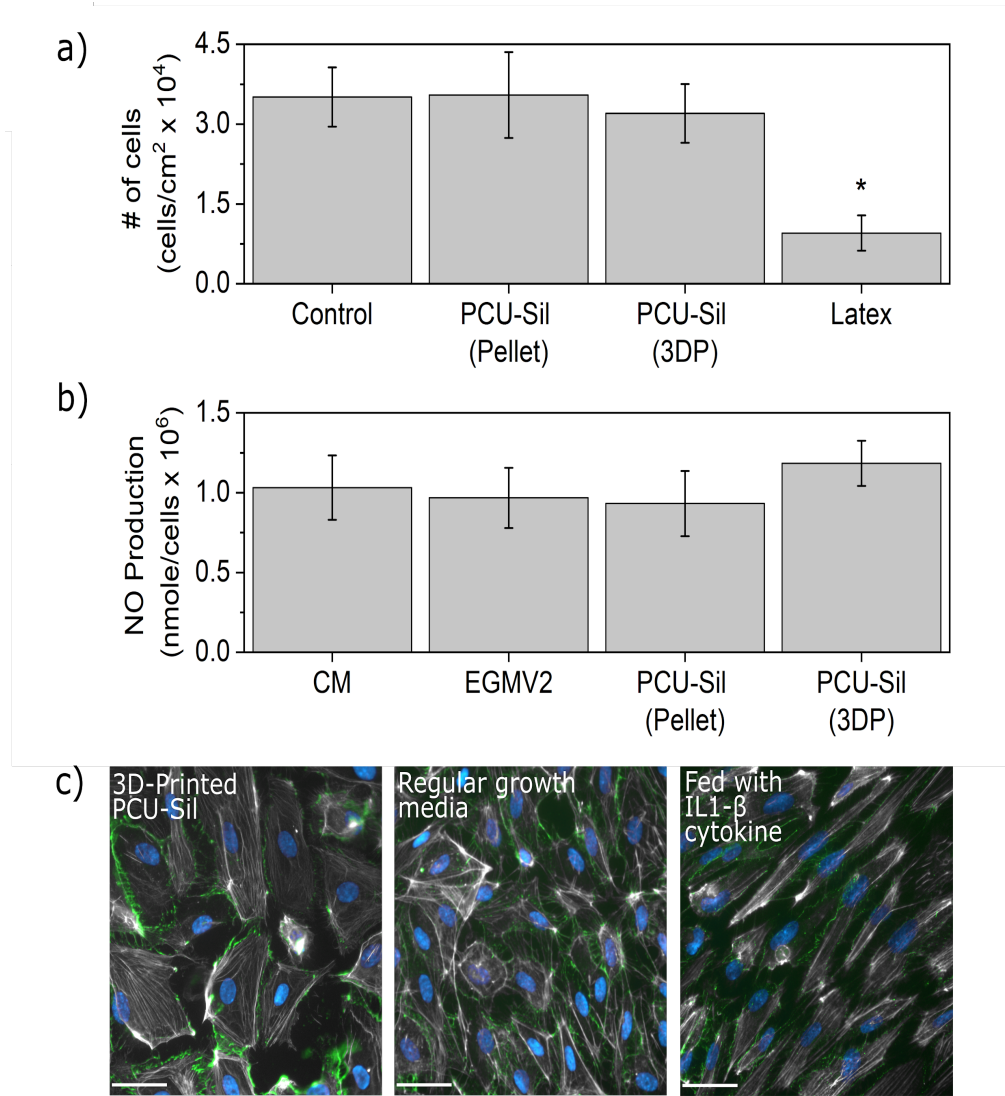 a)
# of cells
(cells/cm² x 10⁴)
4.5
3.0
1.5
0.0
*
Control
PCU-Sil
(Pellet)
PCU-Sil
(3DP)
Latex
b)
NO Production
(nmole/cells x 10⁶)
1.5
1.0
0.5
0.0
CM
EGMV2
PCU-Sil
(Pellet)
PCU-Sil
(3DP)
c)
3D-Printed
PCU-Sil
Regular growth
media
Fed with
IL1-β
cytokine